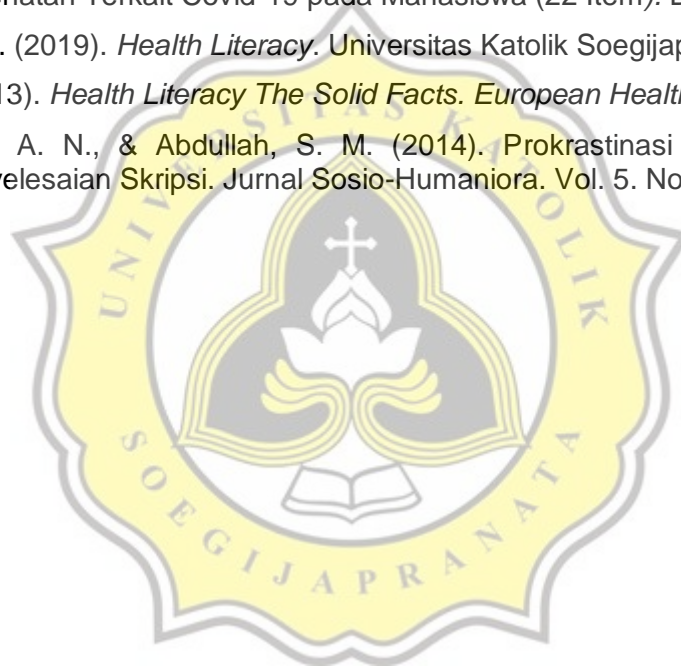 hatan Terkait Covid-19 pada Mahasiswa (22 Item).
. (2019). Health Literacy. Universitas Katolik Soegijap
13). Health Literacy The Solid Facts. European Healt
A. N., & Abdullah, S. M. (2014). Prokrastinasi
yelesaian Skripsi. Jurnal Sosio-Humaniora. Vol. 5. No
UNIVERSITAS KATOLIK
SOEGIJAPRANATA